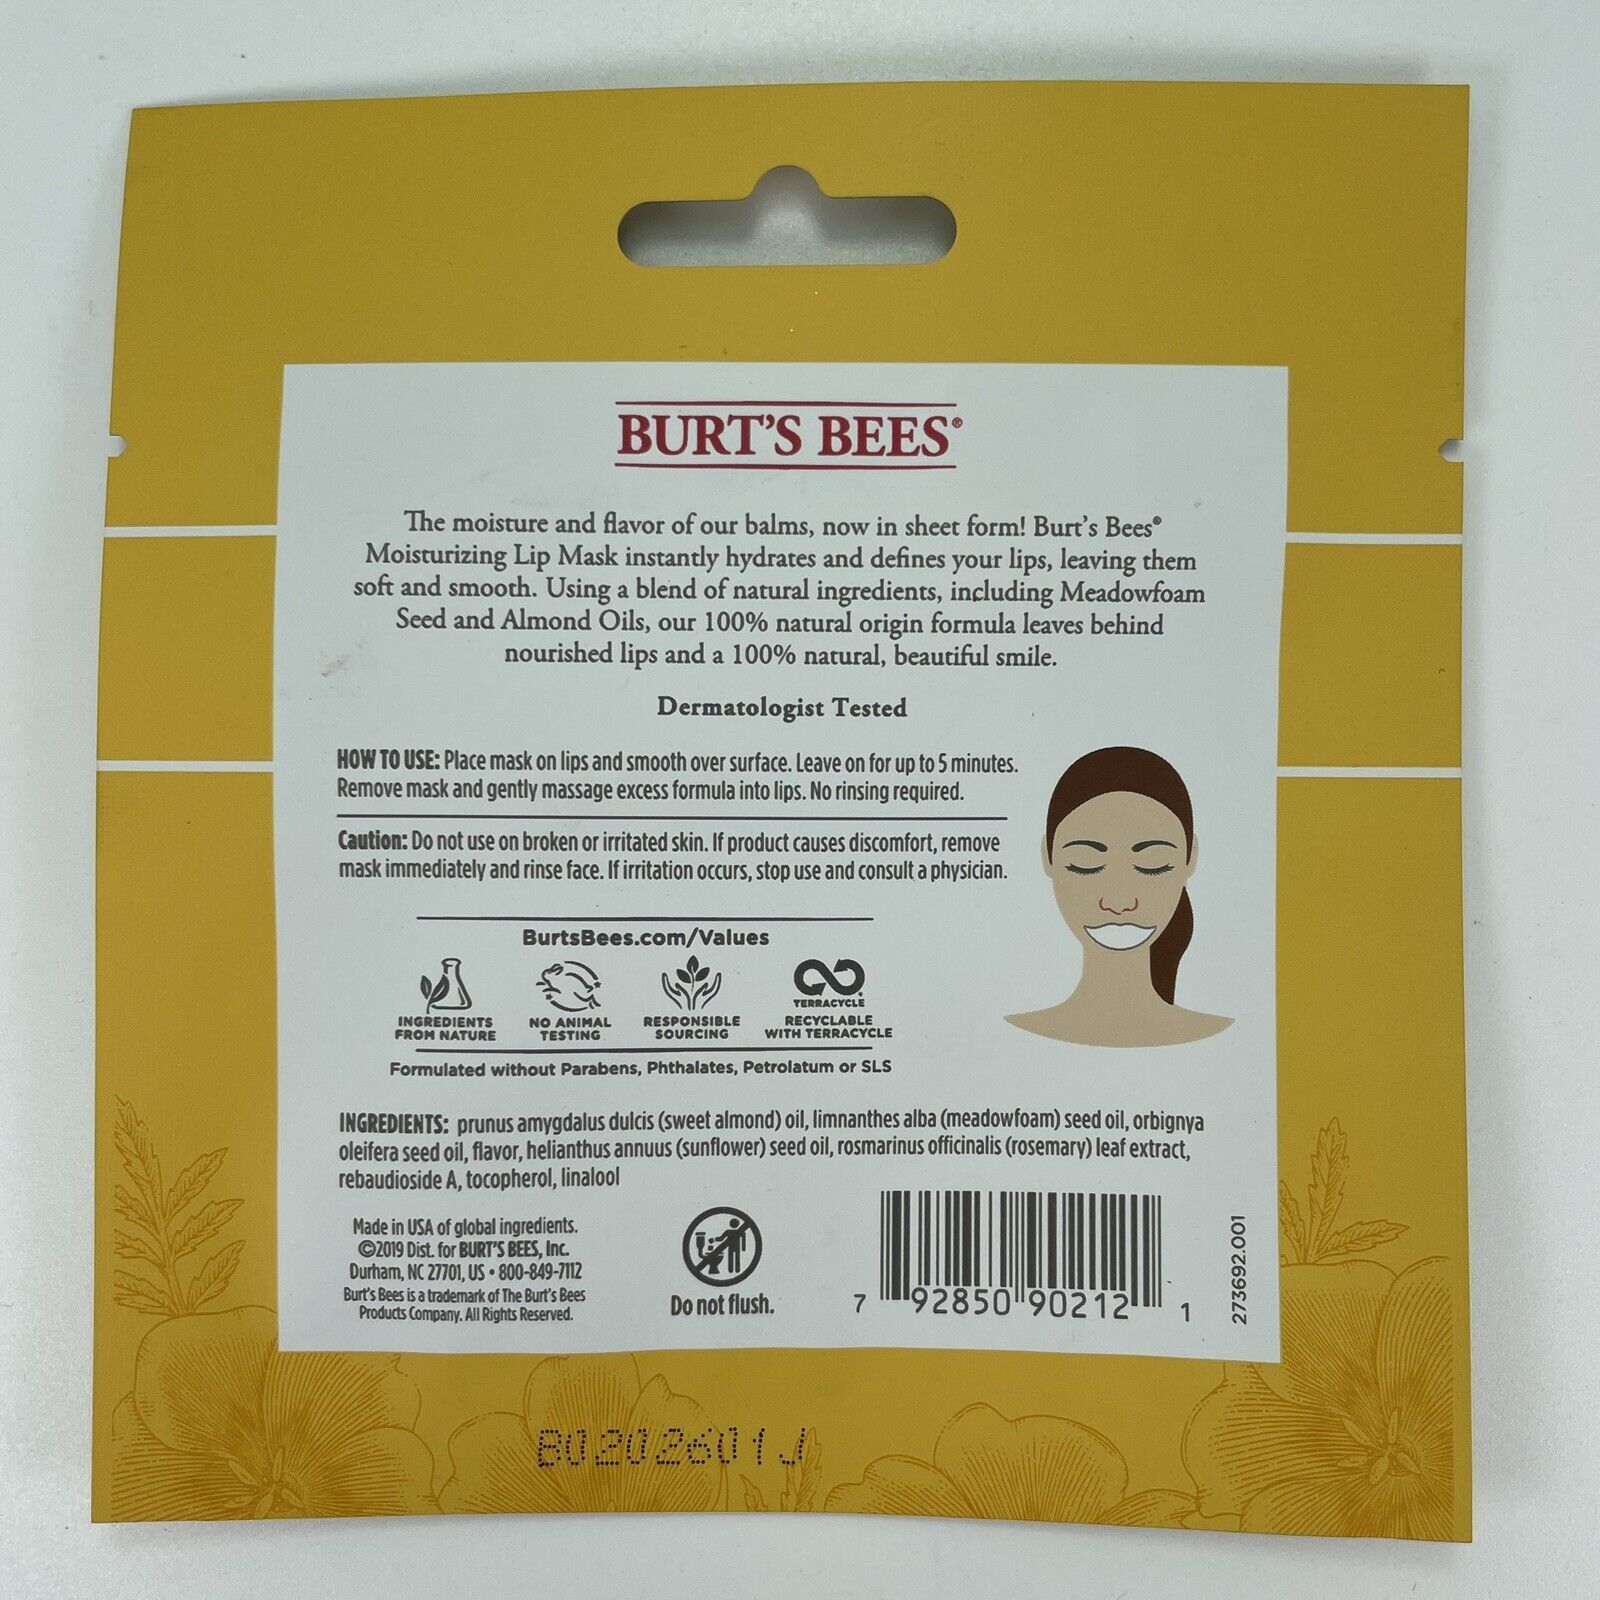 BURT'S BEES®
The moisture and flavor of our balms, now in sheet form! Burt's Bees®
Moisturizing Lip Mask instantly hydrates and defines your lips, leaving them
soft and smooth. Using a blend of natural ingredients, including Meadowfoam
Seed and Almond Oils, our 100% natural origin formula leaves behind
nourished lips and a 100% natural, beautiful smile.
Dermatologist Tested
HOW TO USE: Place mask on lips and smooth over surface. Leave on for up to 5 minutes.
Remove mask and gently massage excess formula into lips. No rinsing required.
Caution: Do not use on broken or irritated skin. If product causes discomfort, remove
mask immediately and rinse face. If irritation occurs, stop use and consult a physician.
BurtsBees.com/Values
INGREDIENTS
FROM NATURE
NO ANIMAL
TESTING
RESPONSIBLE
SOURCING
TERRACYCLE
RECYCLABLE
WITH TERRACYCLE
Formulated without Parabens, Phthalates, Petrolatum or SLS
INGREDIENTS: prunus amygdalus dulcis (sweet almond) oil, limnanthes alba (meadowfoam) seed oil, orbignya
oleifera seed oil, flavor, helianthus annuus (sunflower) seed oil, rosmarinus officinalis (rosemary) leaf extract,
rebaudioside A, tocopherol, linalool
Made in USA of global ingredients.
©2019 Dist. for BURT'S BEES, Inc.
Durham, NC 27701, US • 800-849-7112
Burt's Bees is a trademark of The Burt's Bees
Products Company. All Rights Reserved.
Do not flush.
7 92850 90212 1
273692.001
B0202601J